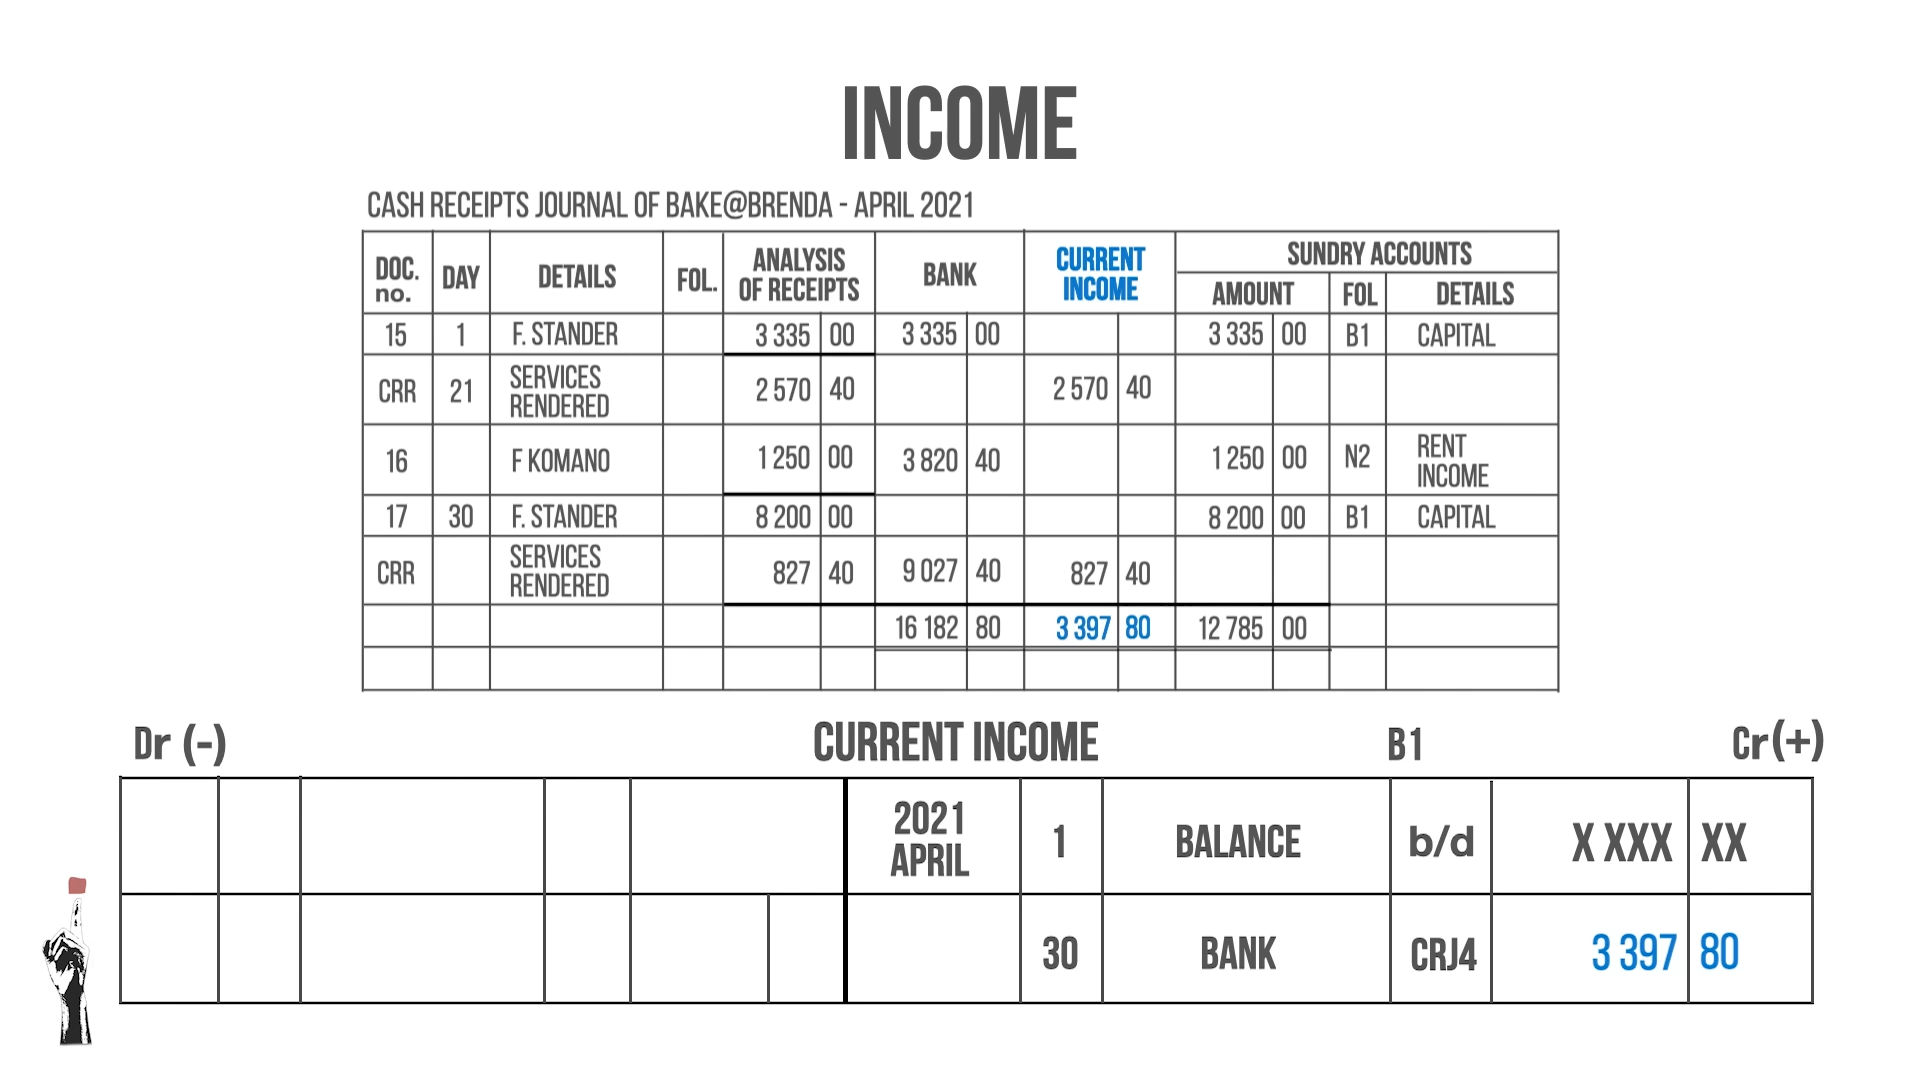 INCOME
CASH RECEIPTS JOURNAL OF BAKE@BRENDA - APRIL 2021
DOC. no. DAY DETAILS FOL. ANALYSIS OF RECEIPTS BANK CURRENT INCOME SUNDRY ACCOUNTS
AMOUNT FOL DETAILS
15 1 F. STANDER 3 335 00 3 335 00 3 335 00 B1 CAPITAL
CRR 21 SERVICES RENDERED 2 570 40 2 570 40
16 F KOMANO 1 250 00 3 820 40 1 250 00 N2 RENT INCOME
17 30 F. STANDER 8 200 00 8 200 00 B1 CAPITAL
CRR SERVICES RENDERED 827 40 9 027 40 827 40
16 182 80 3 397 80 12 785 00
Dr (-) CURRENT INCOME B1 Cr (+)
2021 APRIL 1 BALANCE b/d X XXX XX
30 BANK CRJ4 3 397 80